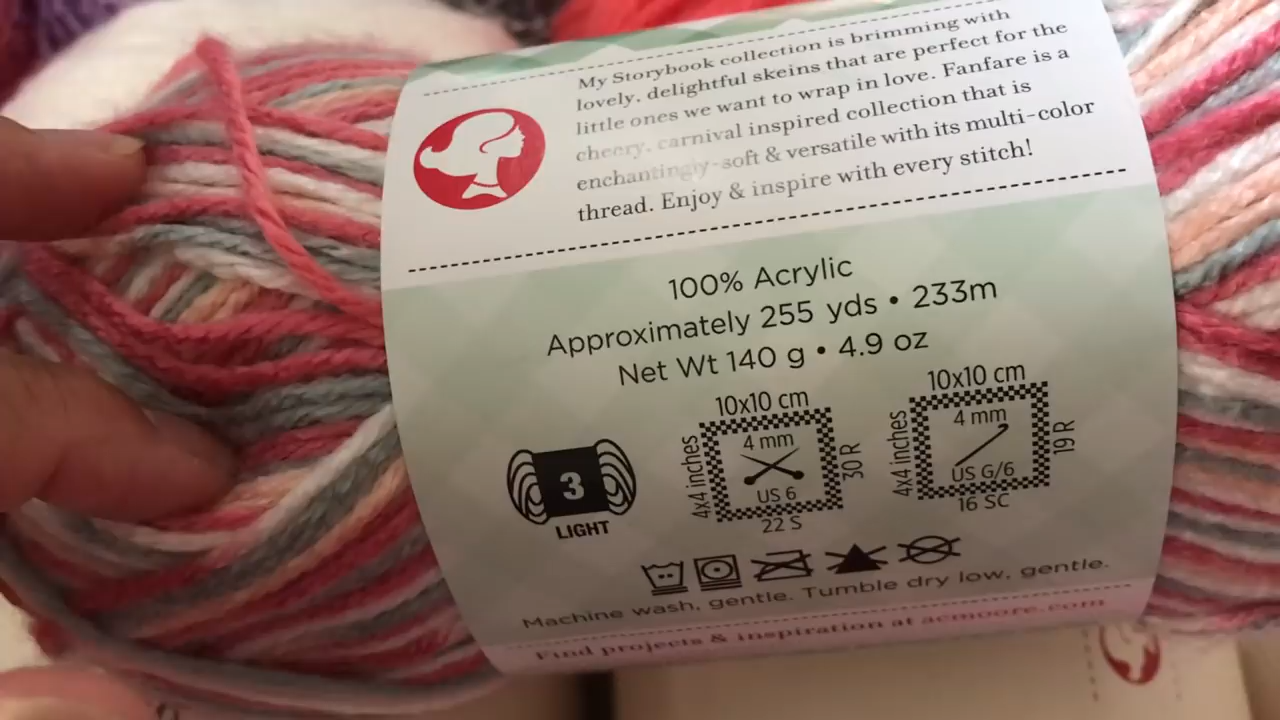 My Storybook collection is brimming with
lovely, delightful skeins that are perfect for the
little ones we want to wrap in love. Fanfare is a
cheery, carnival inspired collection that is
enchantingly-soft & versatile with its multi-color
thread. Enjoy & inspire with every stitch!
100% Acrylic
Approximately 255 yds • 233m
Net Wt 140 g • 4.9 oz
3
LIGHT
10x10 cm
4x4 inches
4 mm
US 6
30 R
22 S
10x10 cm
4x4 inches
4 mm
US G/6
19 R
16 SC
Machine wash, gentle. Tumble dry low, gentle.
Find projects & inspiration at acmoore.com